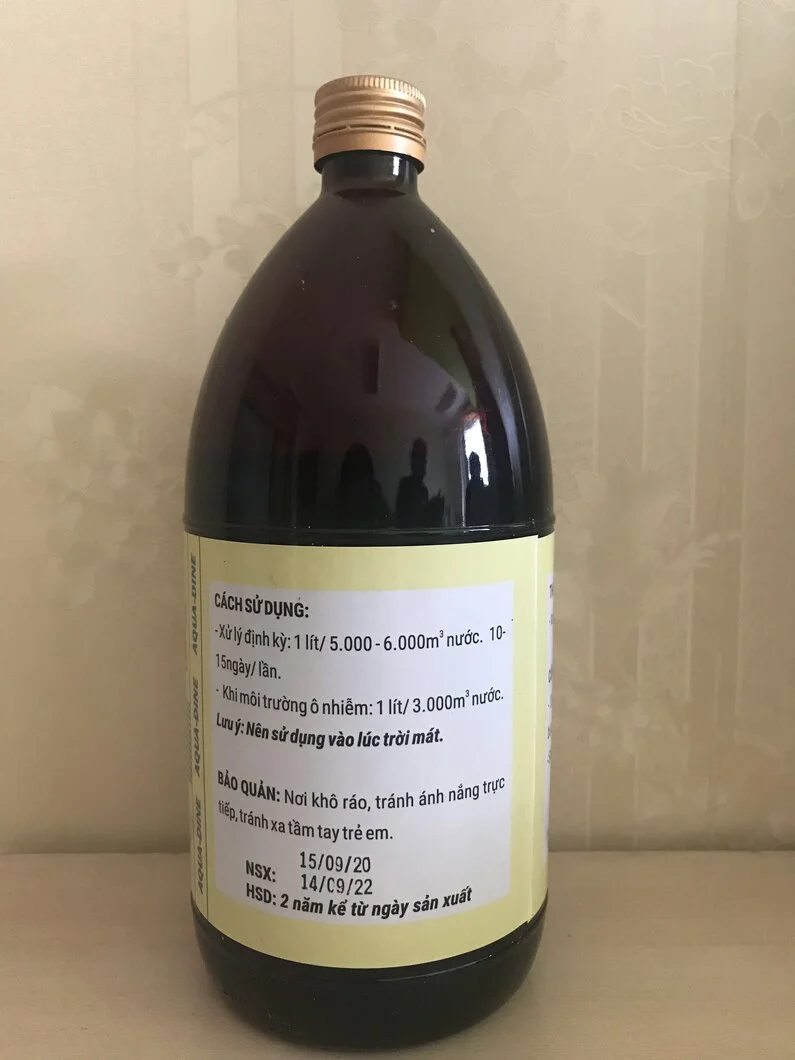 CÁCH SỬ DỤNG:
- Xử lý định kỳ: 1 lít/ 5.000 - 6.000m³ nước. 10-
15ngày/ lần.
- Khi môi trường ô nhiễm: 1 lít/ 3.000m³ nước.
Lưu ý: Nên sử dụng vào lúc trời mát.
BẢO QUẢN: Nơi khô ráo, tránh ánh nắng trực
tiếp, tránh xa tầm tay trẻ em.
15/09/20
NSX:
14/09/22
HSD: 2 năm kể từ ngày sản xuất
AQUA-DINE
AQUA-DINE
AQUA-DINE